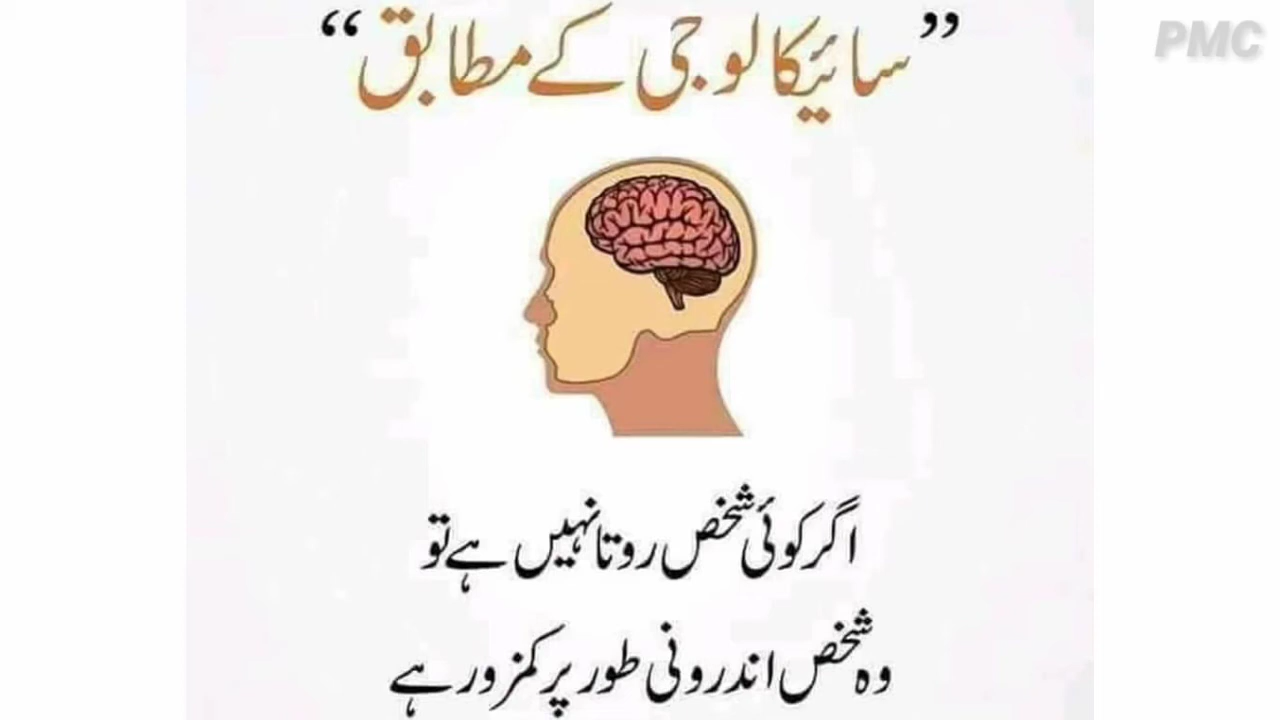 ”سائیکالوجی کے مطابق“
PMC
اگر کوئی شخص روتا نہیں ہے تو
وہ شخص اندرونی طور پر کمزور ہے